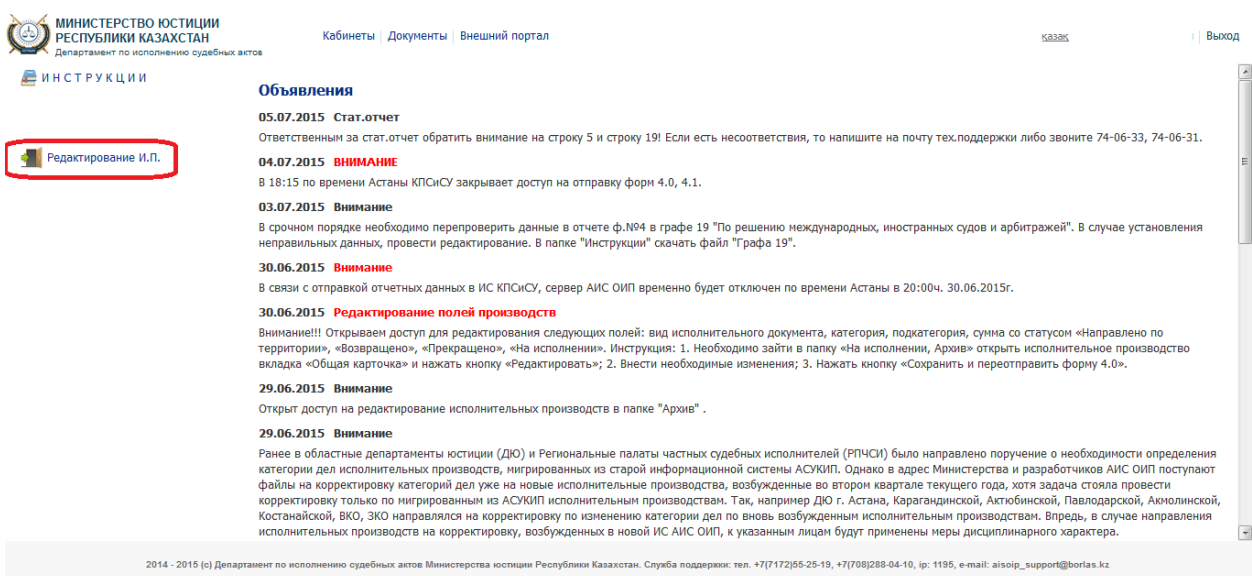 МИНИСТЕРСТВО ЮСТИЦИИ
РЕСПУБЛИКИ КАЗАХСТАН
Департамент по исполнению судебных актов
Кабинеты | Документы | Внешний портал
қазақ
Выход
ИНСТРУКЦИИ
Редактирование И.П.
Объявления
05.07.2015 Стат.отчет
Ответственным за стат.отчет обратить внимание на строку 5 и строку 19! Если есть несоответствия, то напишите на почту тех.поддержки либо звоните 74-06-33, 74-06-31.
04.07.2015 ВНИМАНИЕ
В 18:15 по времени Астаны КПСиСУ закрывает доступ на отправку форм 4.0, 4.1.
03.07.2015 Внимание
В срочном порядке необходимо перепроверить данные в отчете ф.№4 в графе 19 "По решению международных, иностранных судов и арбитражей". В случае установления
неправильных данных, провести редактирование. В папке "Инструкции" скачать файл "Графа 19".
30.06.2015 Внимание
В связи с отправкой отчетных данных в ИС КПСиСУ, сервер АИС ОИП временно будет отключен по времени Астаны в 20:00ч. 30.06.2015г.
30.06.2015 Редактирование полей производств
Внимание!!! Открываем доступ для редактирования следующих полей: вид исполнительного документа, категория, подкатегория, сумма со статусом «Направлено по
территории», «Возвращено», «Прекращено», «На исполнении». Инструкция: 1. Необходимо зайти в папку «На исполнении, Архив» открыть исполнительное производство
вкладка «Общая карточка» и нажать кнопку «Редактировать»; 2. Внести необходимые изменения; 3. Нажать кнопку «Сохранить и переотправить форму 4.0».
29.06.2015 Внимание
Открыт доступ на редактирование исполнительных производств в папке "Архив" .
29.06.2015 Внимание
Ранее в областные департаменты юстиции (ДЮ) и Региональные палаты частных судебных исполнителей (РПЧСИ) было направлено поручение о необходимости определения
категории дел исполнительных производств, мигрированных из старой информационной системы АСУКИП. Однако в адрес Министерства и разработчиков АИС ОИП поступают
файлы на корректировку категорий дел уже на новые исполнительные производства, возбужденные во втором квартале текущего года, хотя задача стояла провести
корректировку только по мигрированным из АСУКИП исполнительным производствам. Так, например ДЮ г. Астана, Карагандинской, Актюбинской, Павлодарской, Акмолинской,
Костанайской, ВКО, ЗКО направлялся на корректировку по изменению категории дел по вновь возбужденным исполнительным производствам. Впредь, в случае направления
исполнительных производств на корректировку, возбужденных в новой ИС АИС ОИП, к указанным лицам будут применены меры дисциплинарного характера.
2014 - 2015 (c) Департамент по исполнению судебных актов Министерства юстиции Республики Казахстан. Служба поддержки: тел. +7(7172)55-25-19, +7(708)288-04-10, ip: 1195, e-mail: aisoip_support@borlas.kz